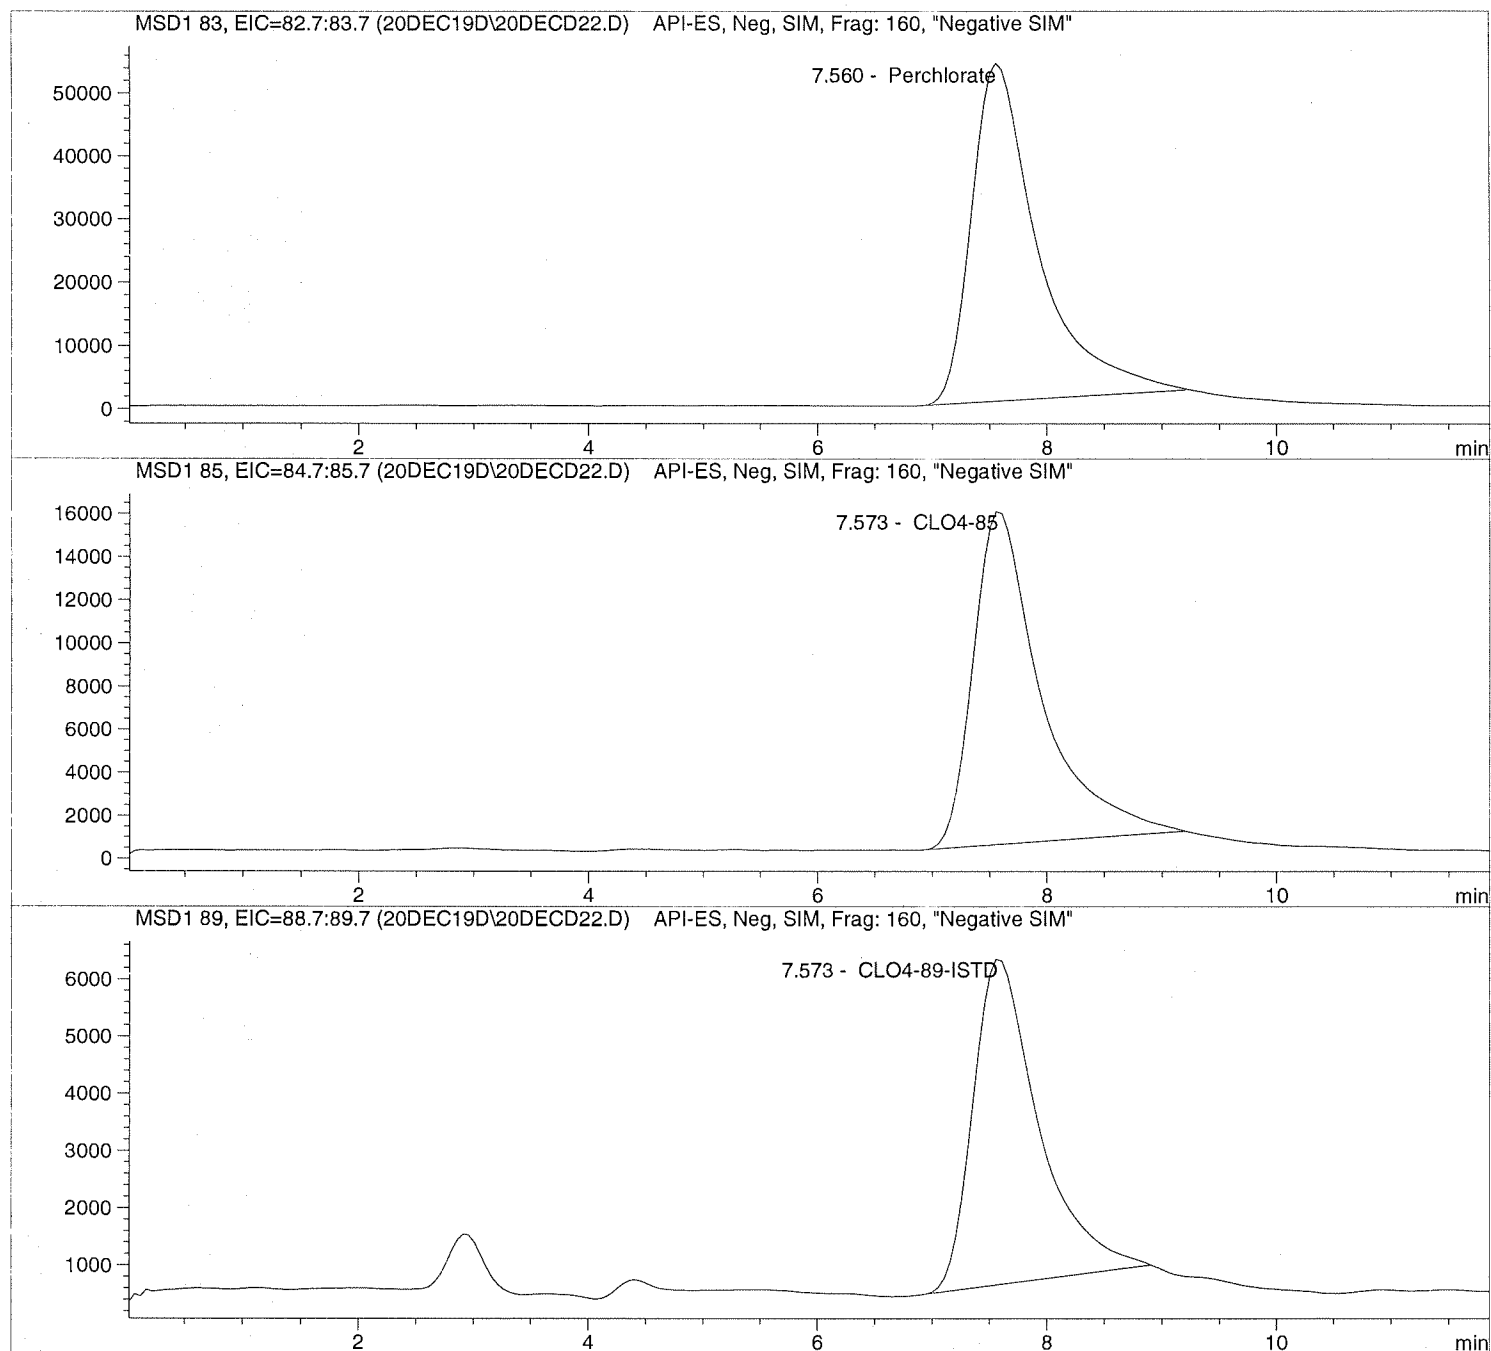 MSD1 83, EIC=82.7:83.7 (20DEC19D\20DECD22.D) API-ES, Neg, SIM, Frag: 160, "Negative SIM"
7.560 - Perchlorate
50000
40000
30000
20000
10000
0
2 4 6 8 10 min
MSD1 85, EIC=84.7:85.7 (20DEC19D\20DECD22.D) API-ES, Neg, SIM, Frag: 160, "Negative SIM"
16000
7.573 - CLO4-85
14000
12000
10000
8000
6000
4000
2000
0
2 4 6 8 10 min
MSD1 89, EIC=88.7:89.7 (20DEC19D\20DECD22.D) API-ES, Neg, SIM, Frag: 160, "Negative SIM"
7.573 - CLO4-89-ISTD
6000
5000
4000
3000
2000
1000
2 4 6 8 10 min